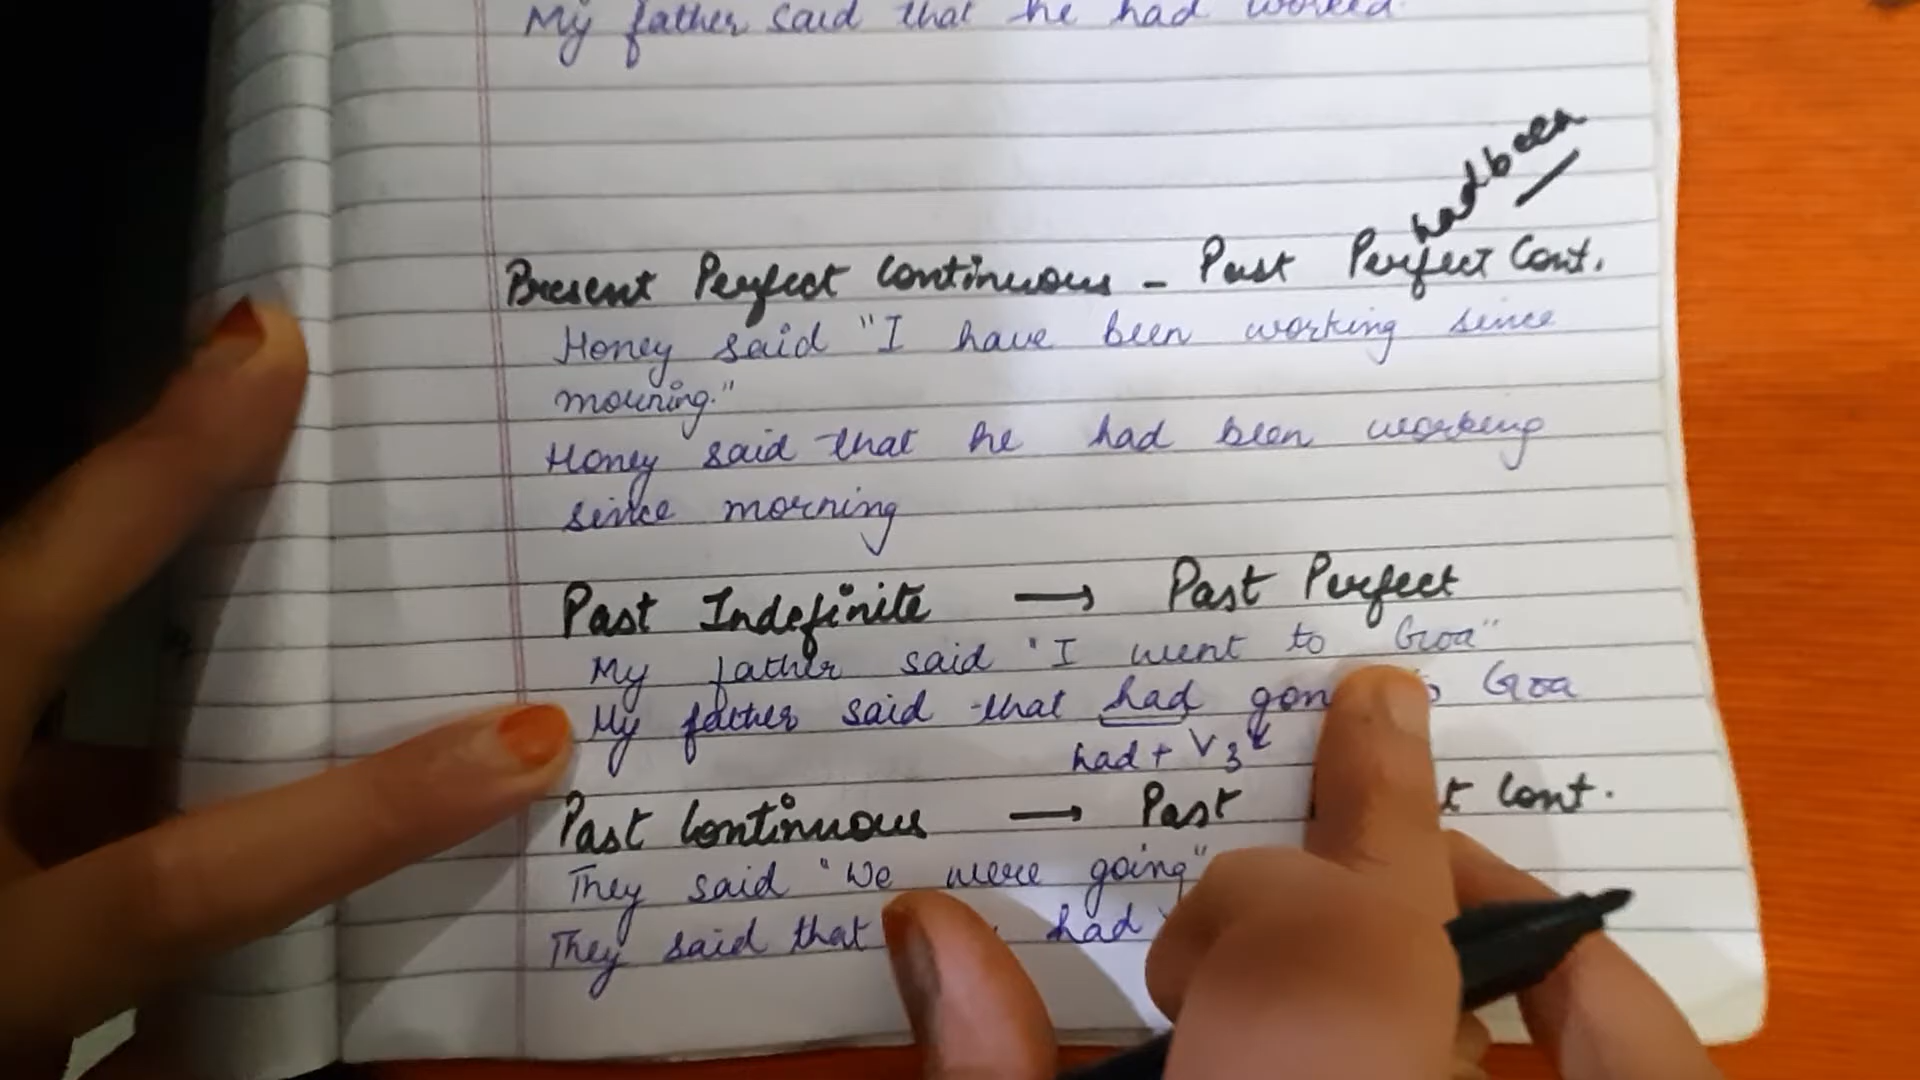 My father said that he had worked.
had been
Present Perfect Continuous - Past Perfect Cont.
Honey said "I have been working since
morning."
Honey said that he had been working
since morning
Past Indefinite → Past Perfect
My father said "I went to Goa"
My father said that had Goa
had + V3
Past Continuous → Past Cont.
They said "We were going"
They said that had